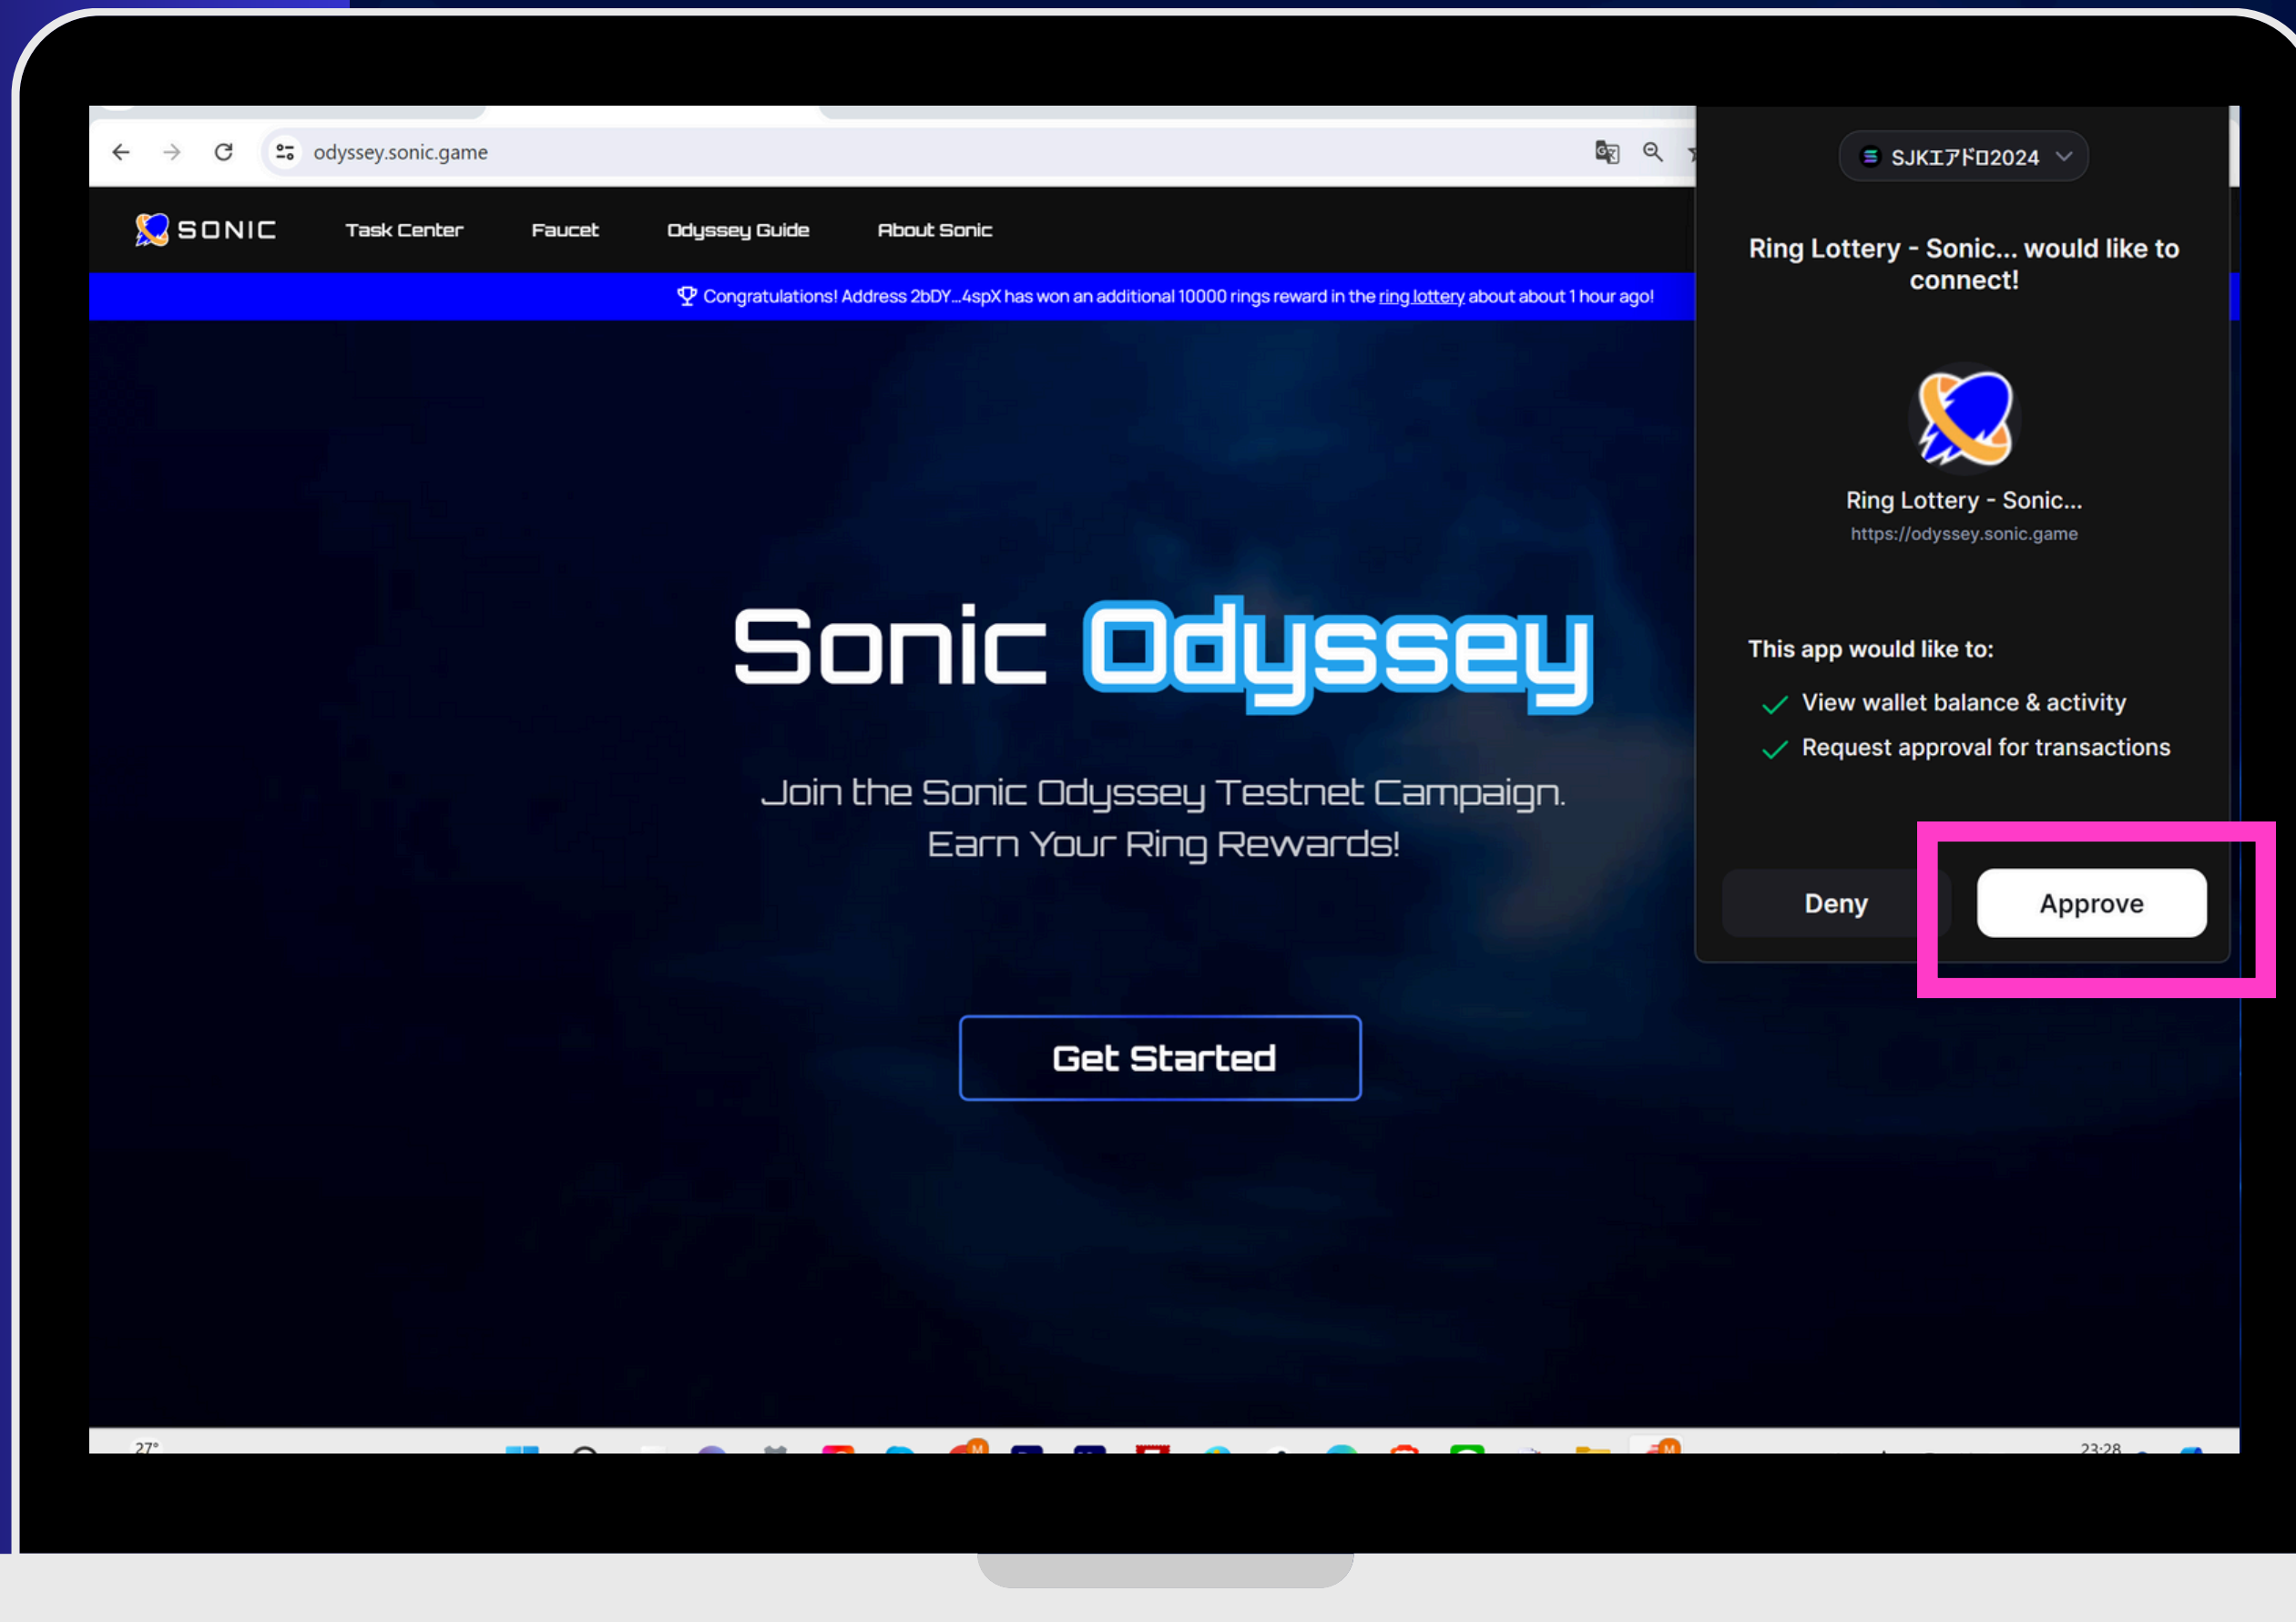 odyssey.sonic.game
SONIC
Task Center
Faucet
Odyssey Guide
About Sonic
Congratulations! Address 2bDY...4spX has won an additional 10000 rings reward in the ring lottery about about 1 hour ago!
Sonic Odyssey
Join the Sonic Odyssey Testnet Campaign.
Earn Your Ring Rewards!
Get Started
SJKエアドロ2024
Ring Lottery - Sonic... would like to
connect!
Ring Lottery - Sonic...
https://odyssey.sonic.game
This app would like to:
View wallet balance & activity
Request approval for transactions
Deny
Approve
27°
23:28